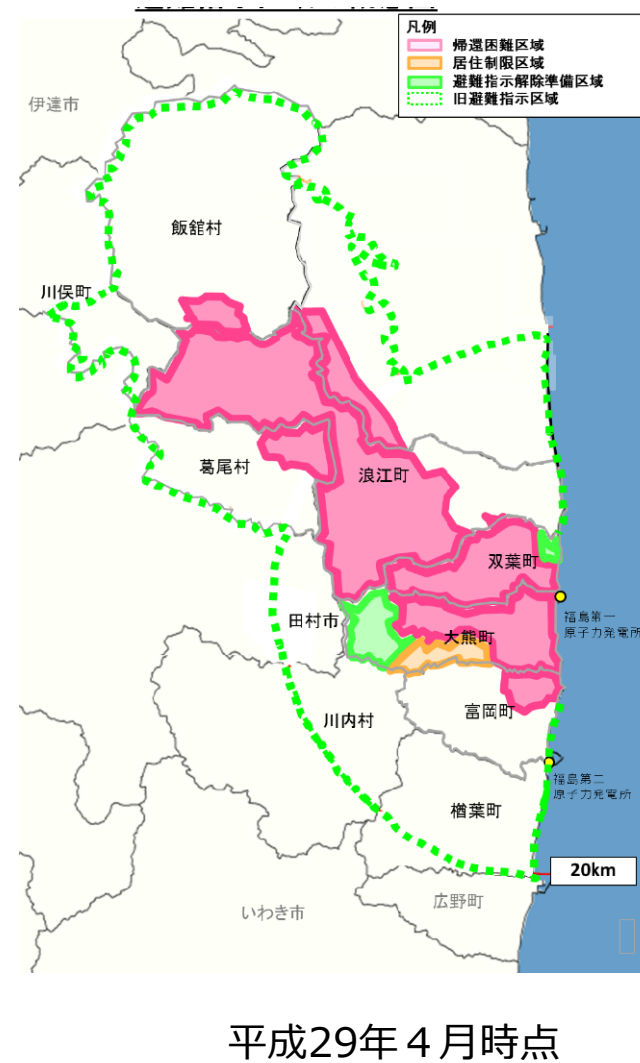 凡例
帰還困難区域
居住制限区域
避難指示解除準備区域
旧避難指示区域
伊達市
飯舘村
川俣町
葛尾村
浪江町
双葉町
田村市
大熊町
福島第一
原子力発電所
川内村
富岡町
福島第二
原子力発電所
楢葉町
20km
広野町
いわき市
平成29年４月時点